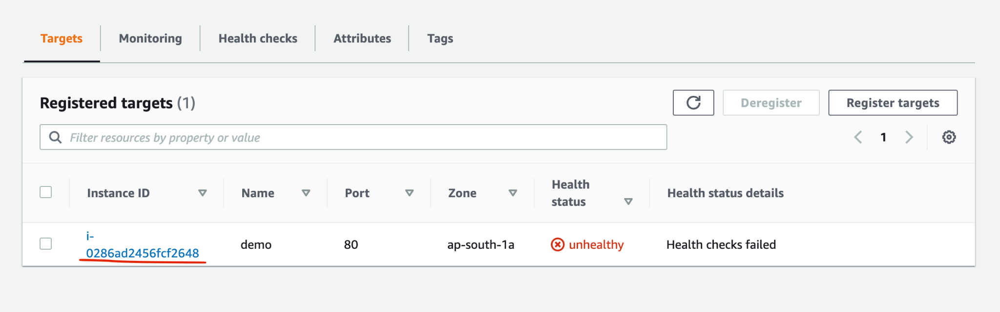 Targets
Monitoring
Health checks
Attributes
Tags
Registered targets (1)
Deregister
Register targets
Filter resources by property or value
1
Instance ID
Name
Port
Zone
Health
status
Health status details
i-
0286ad2456fcf2648
demo
80
ap-south-1a
unhealthy
Health checks failed